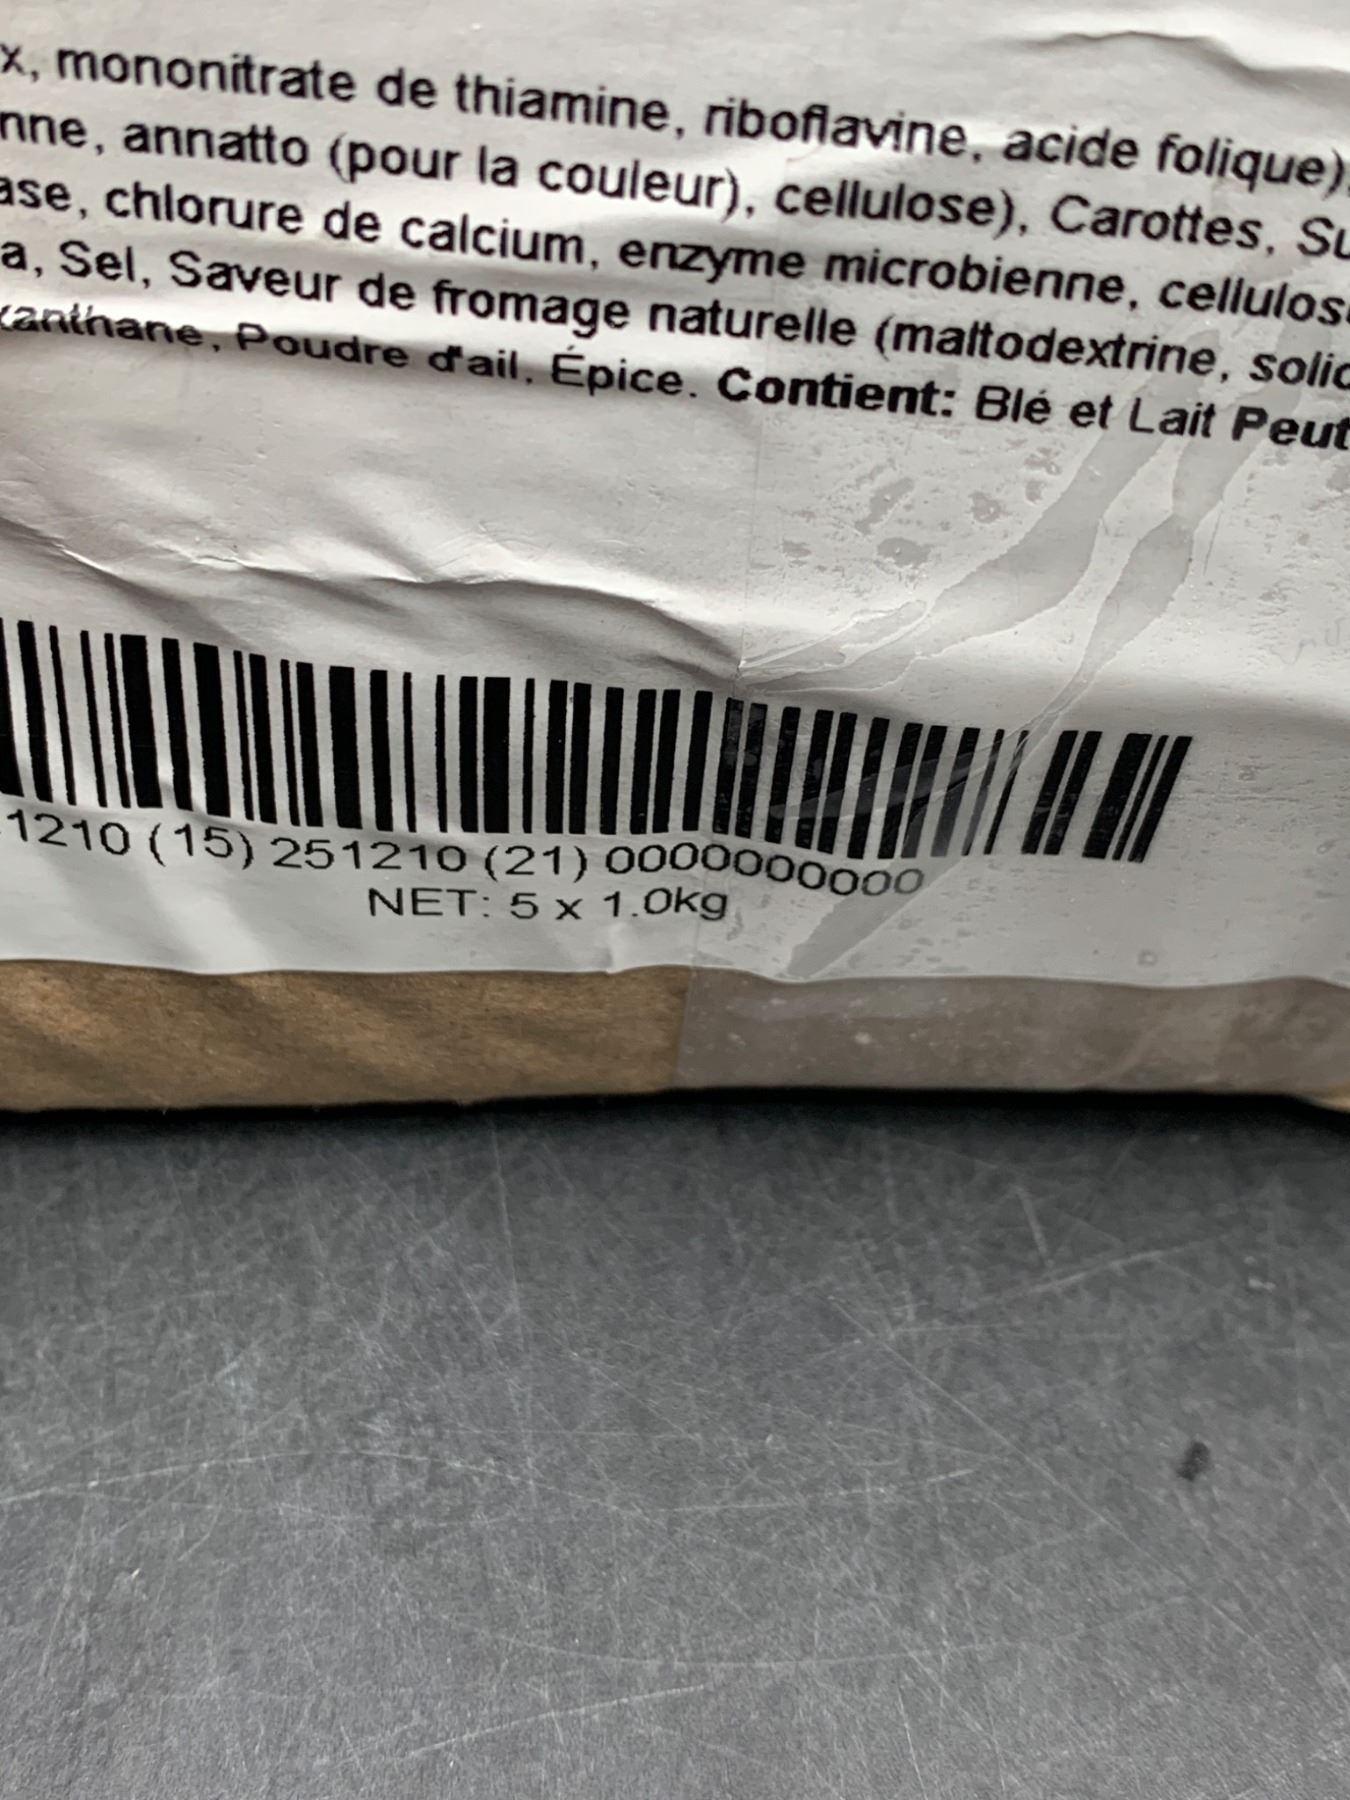 x, mononitrate de thiamine, riboflavine, acide folique),
nne, annatto (pour la couleur), cellulose), Carottes, Su
ase, chlorure de calcium, enzyme microbienne, cellulos
a, Sel, Saveur de fromage naturelle (maltodextrine, solid
xanthane, Poudre d'ail, Épice. Contient: Blé et Lait Peut
1210 (15) 251210 (21) 0000000000
NET: 5 x 1.0kg